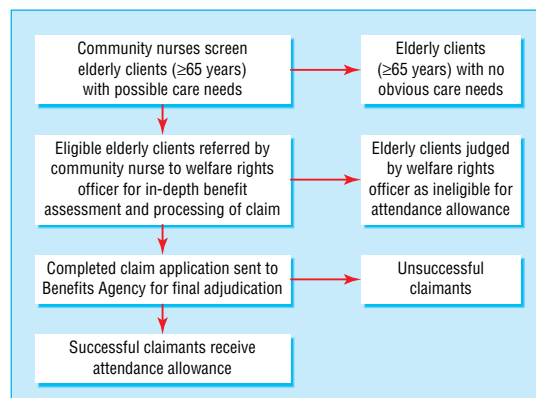 Community nurses screen
elderly clients (≥65 years)
with possible care needs
Elderly clients
(≥65 years) with no
obvious care needs
Eligible elderly clients referred by
community nurse to welfare rights
officer for in-depth benefit
assessment and processing of claim
Elderly clients judged
by welfare rights
officer as ineligible for
attendance allowance
Completed claim application sent to
Benefits Agency for final adjudication
Unsuccessful
claimants
Successful claimants receive
attendance allowance